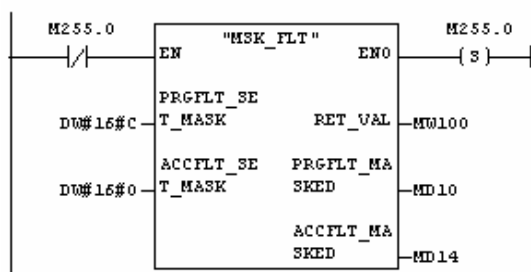 M255.0 M255.0
"MSK_FLT"
EN ENO
( S )
PRGFLT_SE
DW#16#C T_MASK RET_VAL MW100
ACCFLT_SE PRGFLT_MA
DW#16#0 T_MASK SKED MD10
ACCFLT_MA
SKED MD14